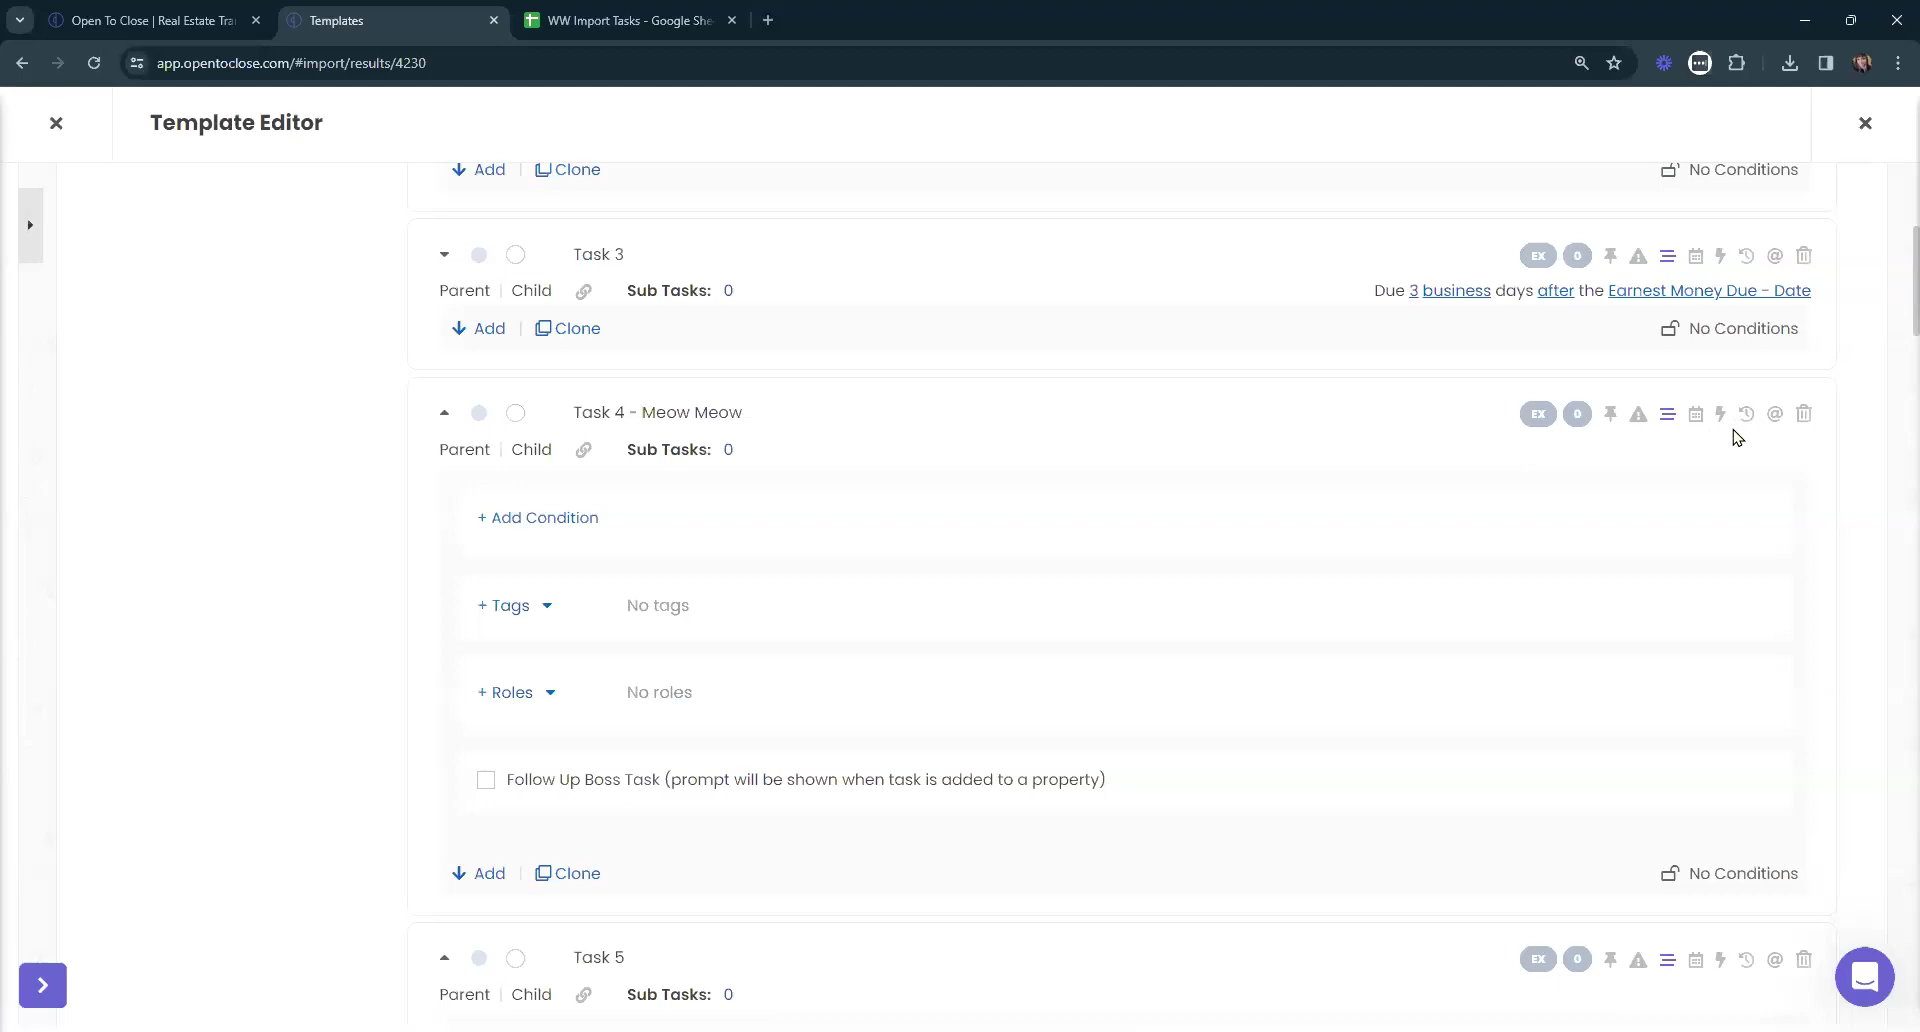 Open To Close | Real Estate Tra
Templates
WW Import Tasks - Google She
app.opentoclose.com/#import/results/4230
Template Editor
Add
Clone
No Conditions
Task 3
EX 0
Parent Child Sub Tasks: 0
Due 3 business days after the Earnest Money Due - Date
Add
Clone
No Conditions
Task 4 - Meow Meow
EX 0
Parent Child Sub Tasks: 0
+ Add Condition
+ Tags
No tags
+ Roles
No roles
Follow Up Boss Task (prompt will be shown when task is added to a property)
Add
Clone
No Conditions
Task 5
EX 0
Parent Child Sub Tasks: 0